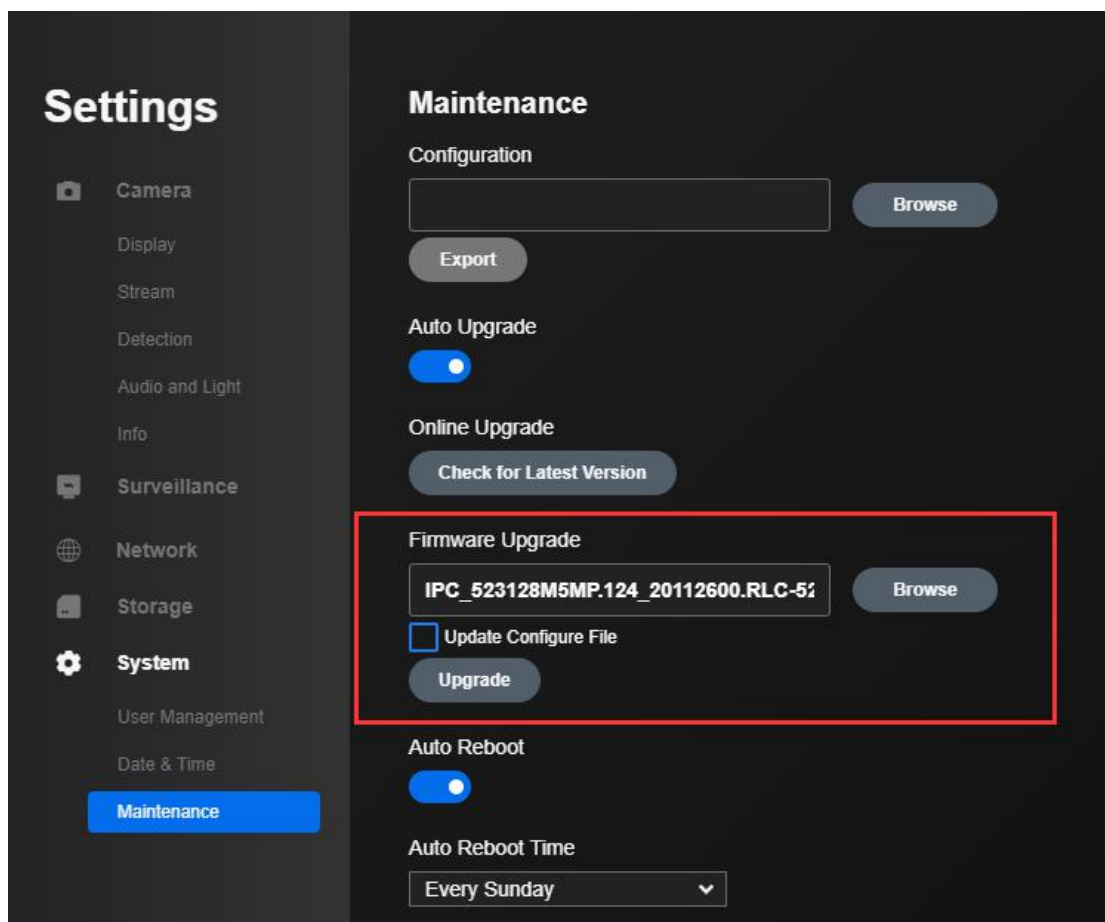 Settings
Camera
Display
Stream
Detection
Audio and Light
Info
Surveillance
Network
Storage
System
User Management
Date & Time
Maintenance
Maintenance
Configuration
Browse
Export
Auto Upgrade
Online Upgrade
Check for Latest Version
Firmware Upgrade
IPC_523128M5MP.124_20112600.RLC-52
Browse
Update Configure File
Upgrade
Auto Reboot
Auto Reboot Time
Every Sunday